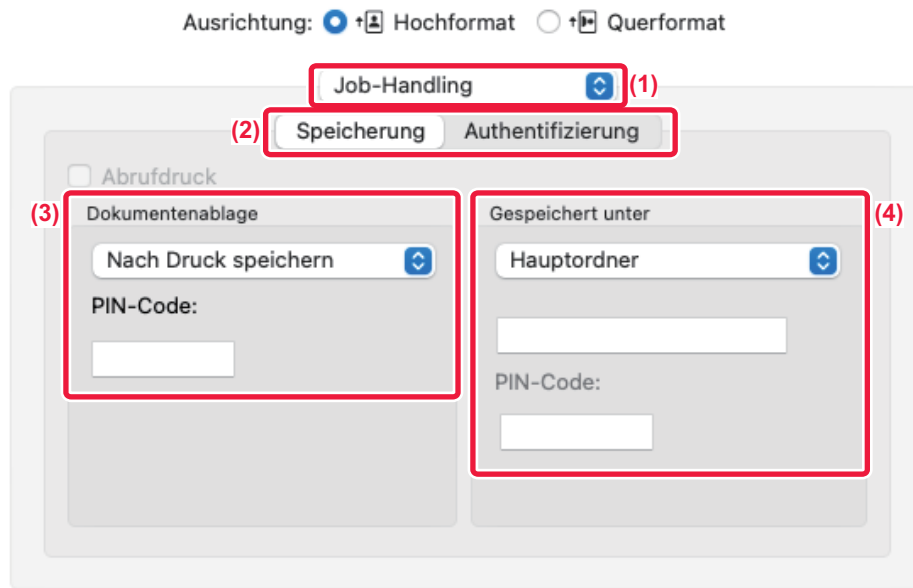 Ausrichtung: Hochformat Querformat
Job-Handling (1)
(2) Speicherung Authentifizierung
Abrufdruck
(3) Dokumentenablage
Nach Druck speichern
PIN-Code:
Gespeichert unter (4)
Hauptordner
PIN-Code: